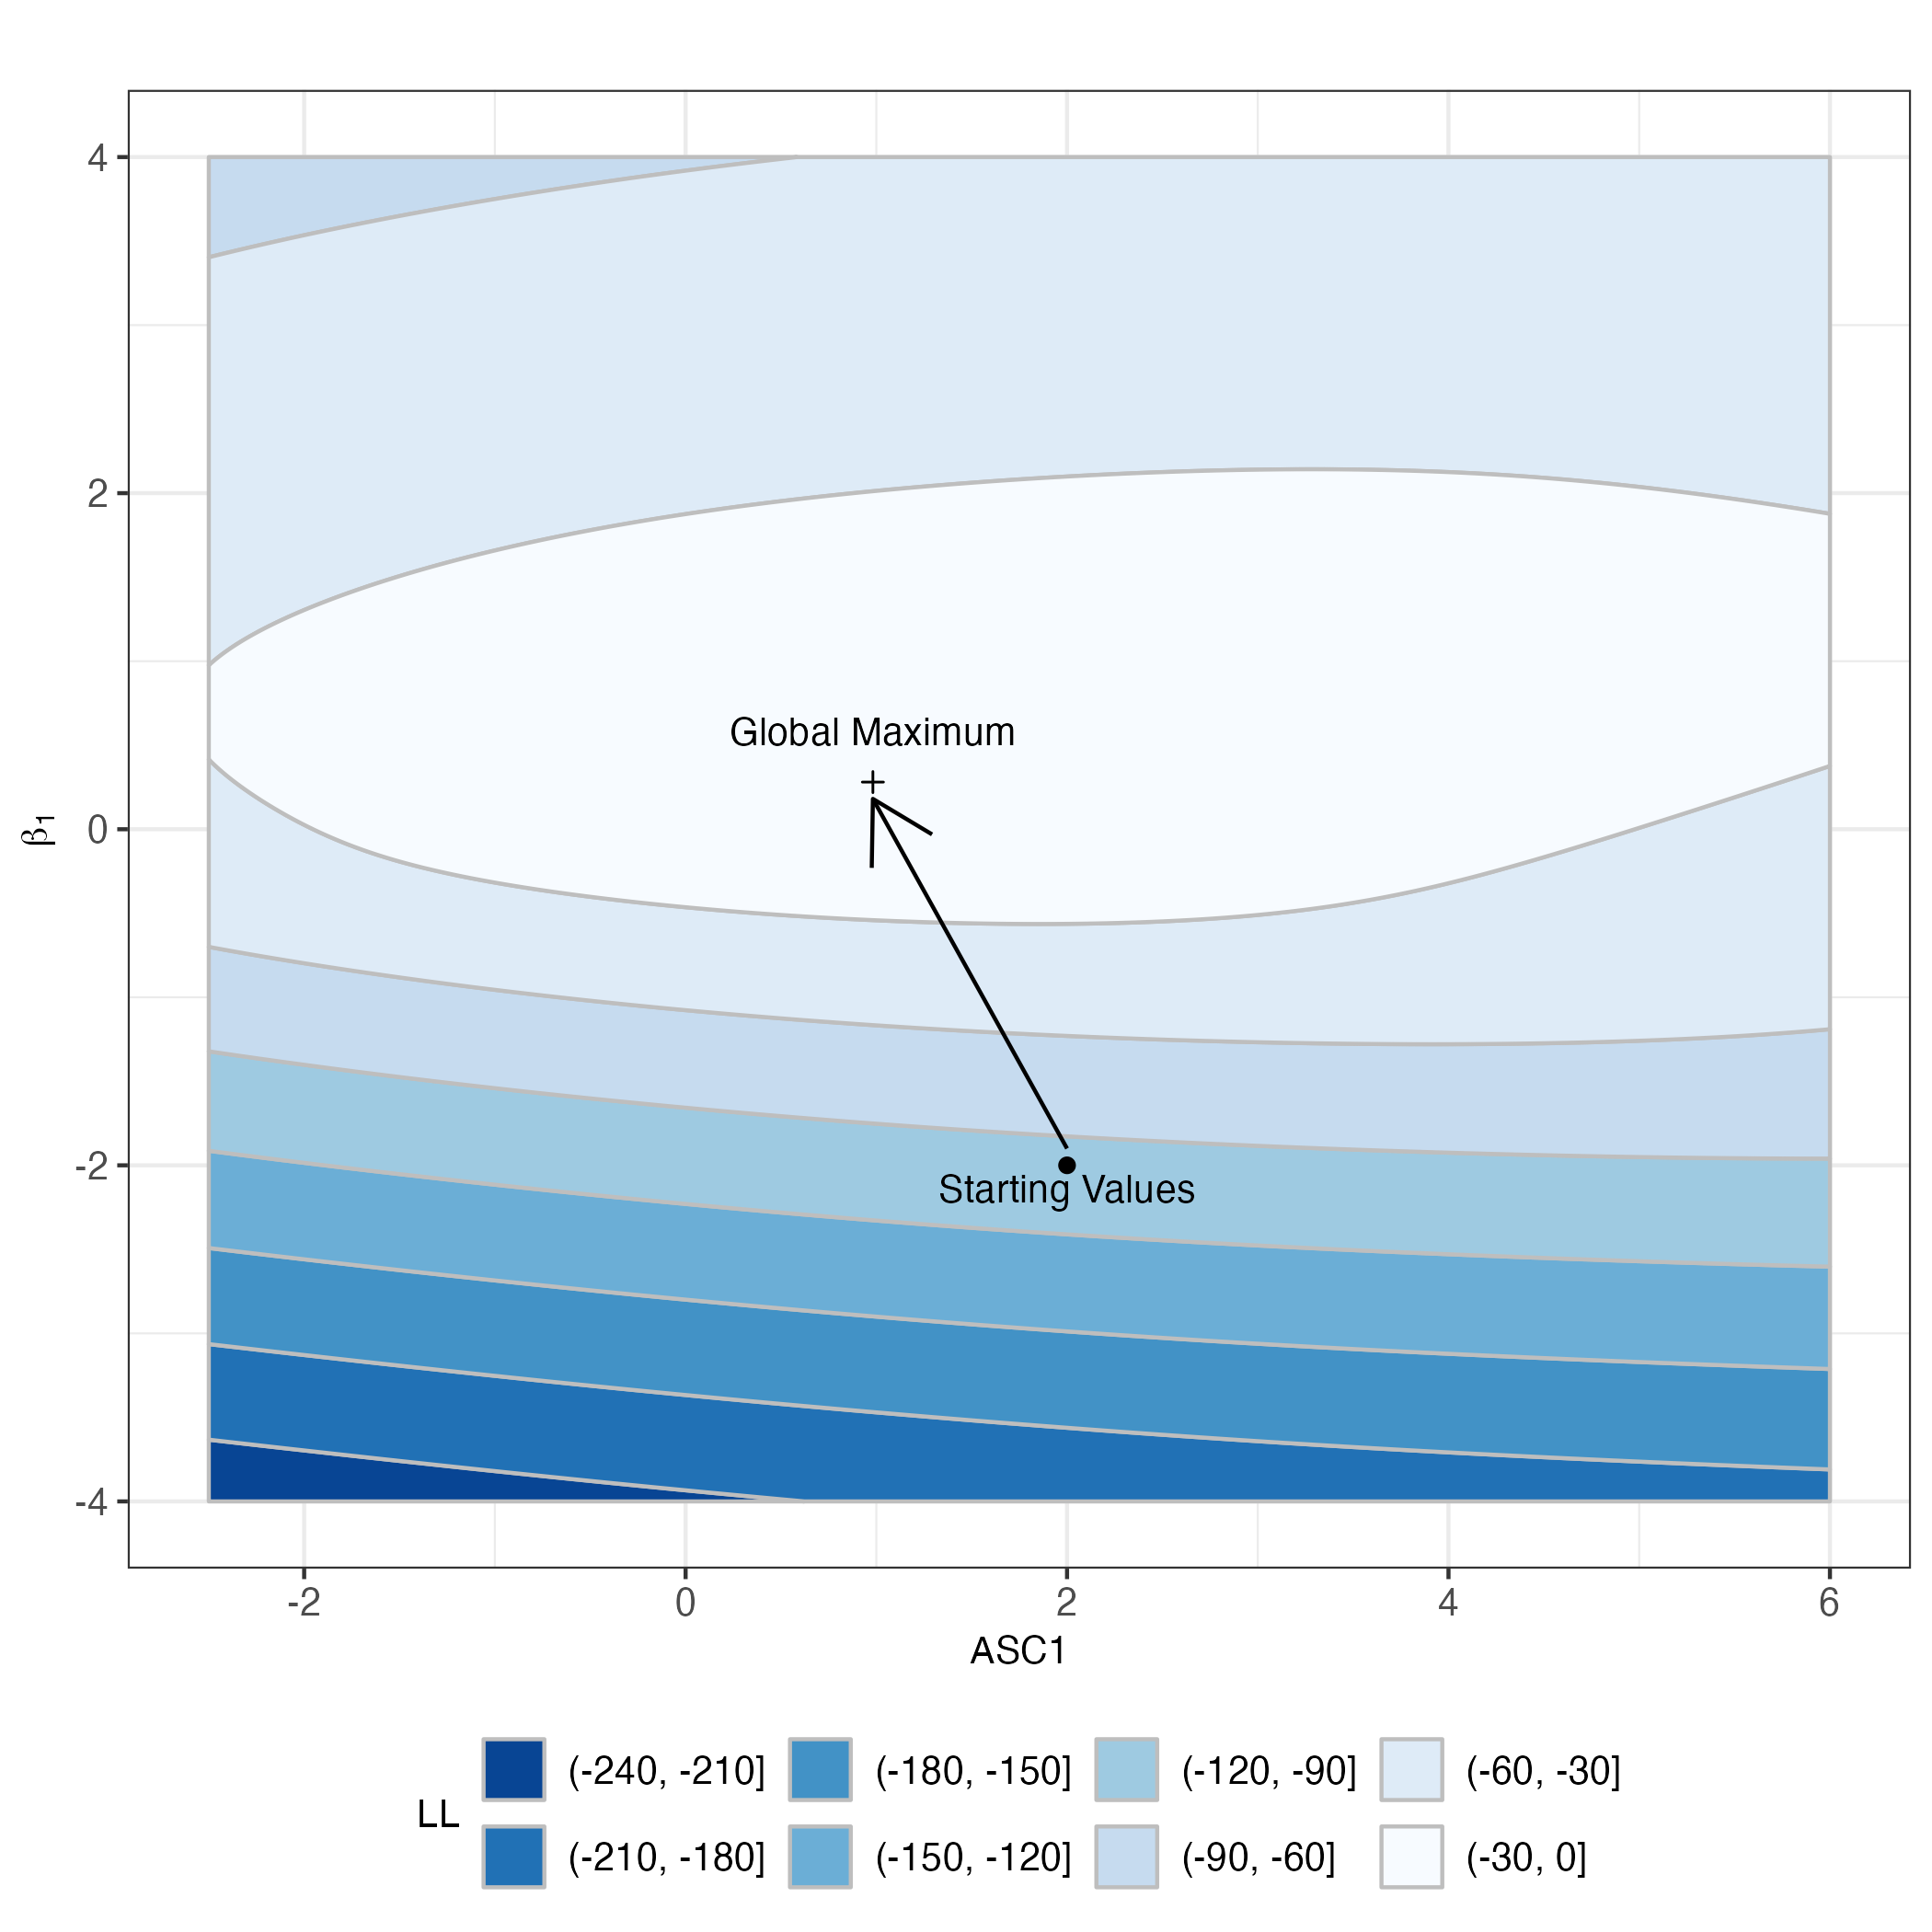 4
2
0
-2
-4
β1
Global Maximum
Starting Values
-2 0 2 4 6
ASC1
LL
(-240, -210] (-180, -150] (-120, -90] (-60, -30]
(-210, -180] (-150, -120] (-90, -60] (-30, 0]